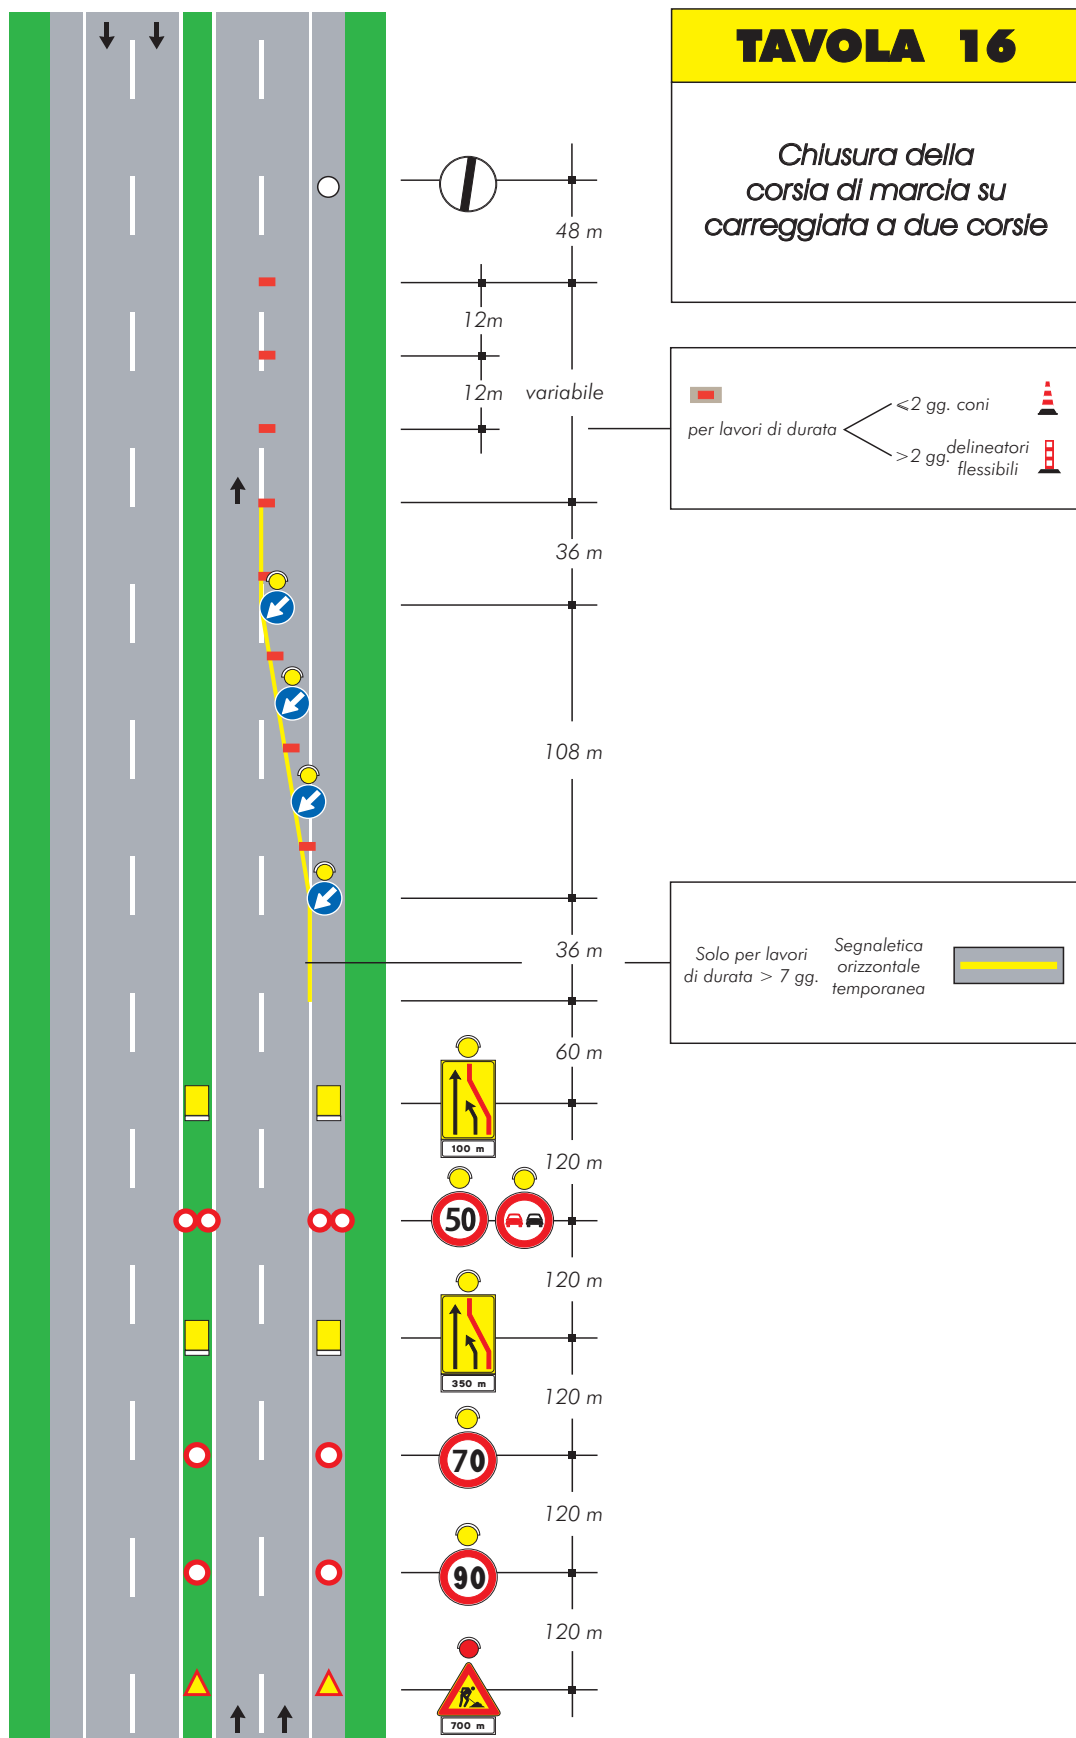 TAVOLA 16
Chiusura della
corsia di marcia su
carreggiata a due corsie
48 m
12m
12m
variabile
per lavori di durata
⩽2 gg. coni
>2 gg. delineatori
flessibili
36 m
108 m
36 m
Solo per lavori
di durata > 7 gg.
Segnaletica
orizzontale
temporanea
60 m
100 m
120 m
50
120 m
350 m
120 m
70
120 m
90
120 m
700 m